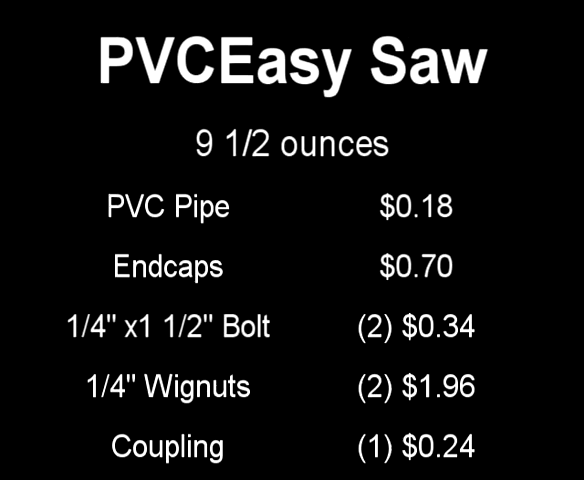 PVCEasy Saw
9 1/2 ounces
PVC Pipe $0.18
Endcaps $0.70
1/4" x1 1/2" Bolt (2) $0.34
1/4" Wignuts (2) $1.96
Coupling (1) $0.24